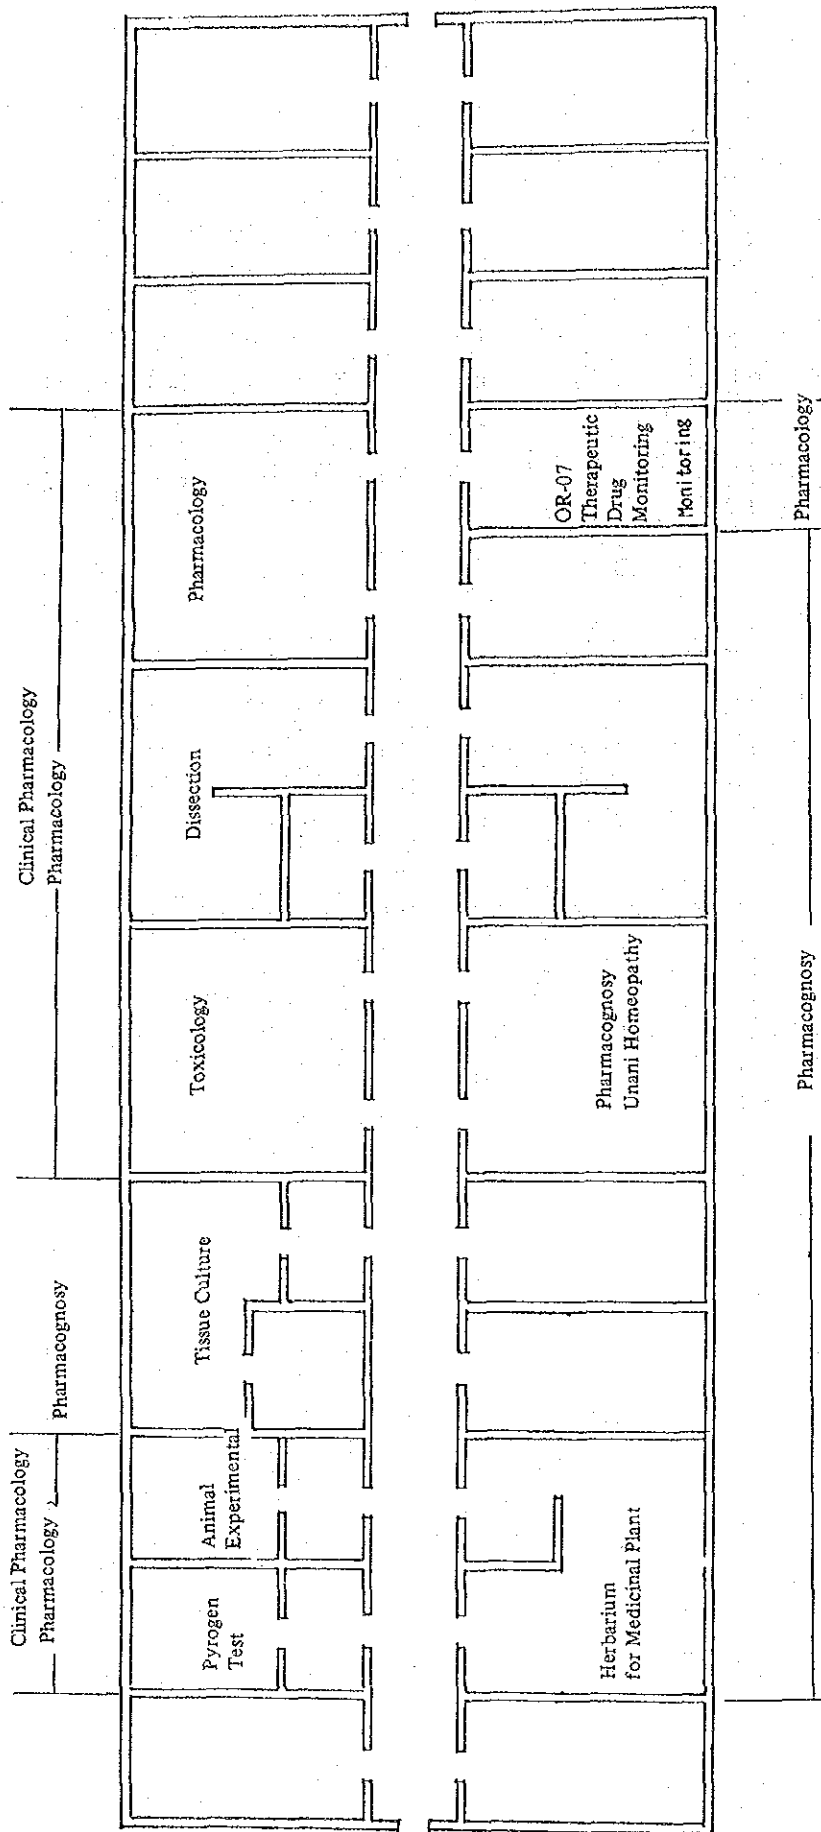 Clinical Pharmacology
Pharmacology
Pharmacognosy
Clinical Pharmacology
Pharmacology
Pyrogen
Test
Animal
Experimental
Tissue Culture
Toxicology
Dissection
Pharmacology
Herbarium
for Medicinal Plant
Pharmacognosy
Unani Homeopathy
OR-07
Therapeutic
Drug
Monitoring
Monitoring
Pharmacognosy
Pharmacology